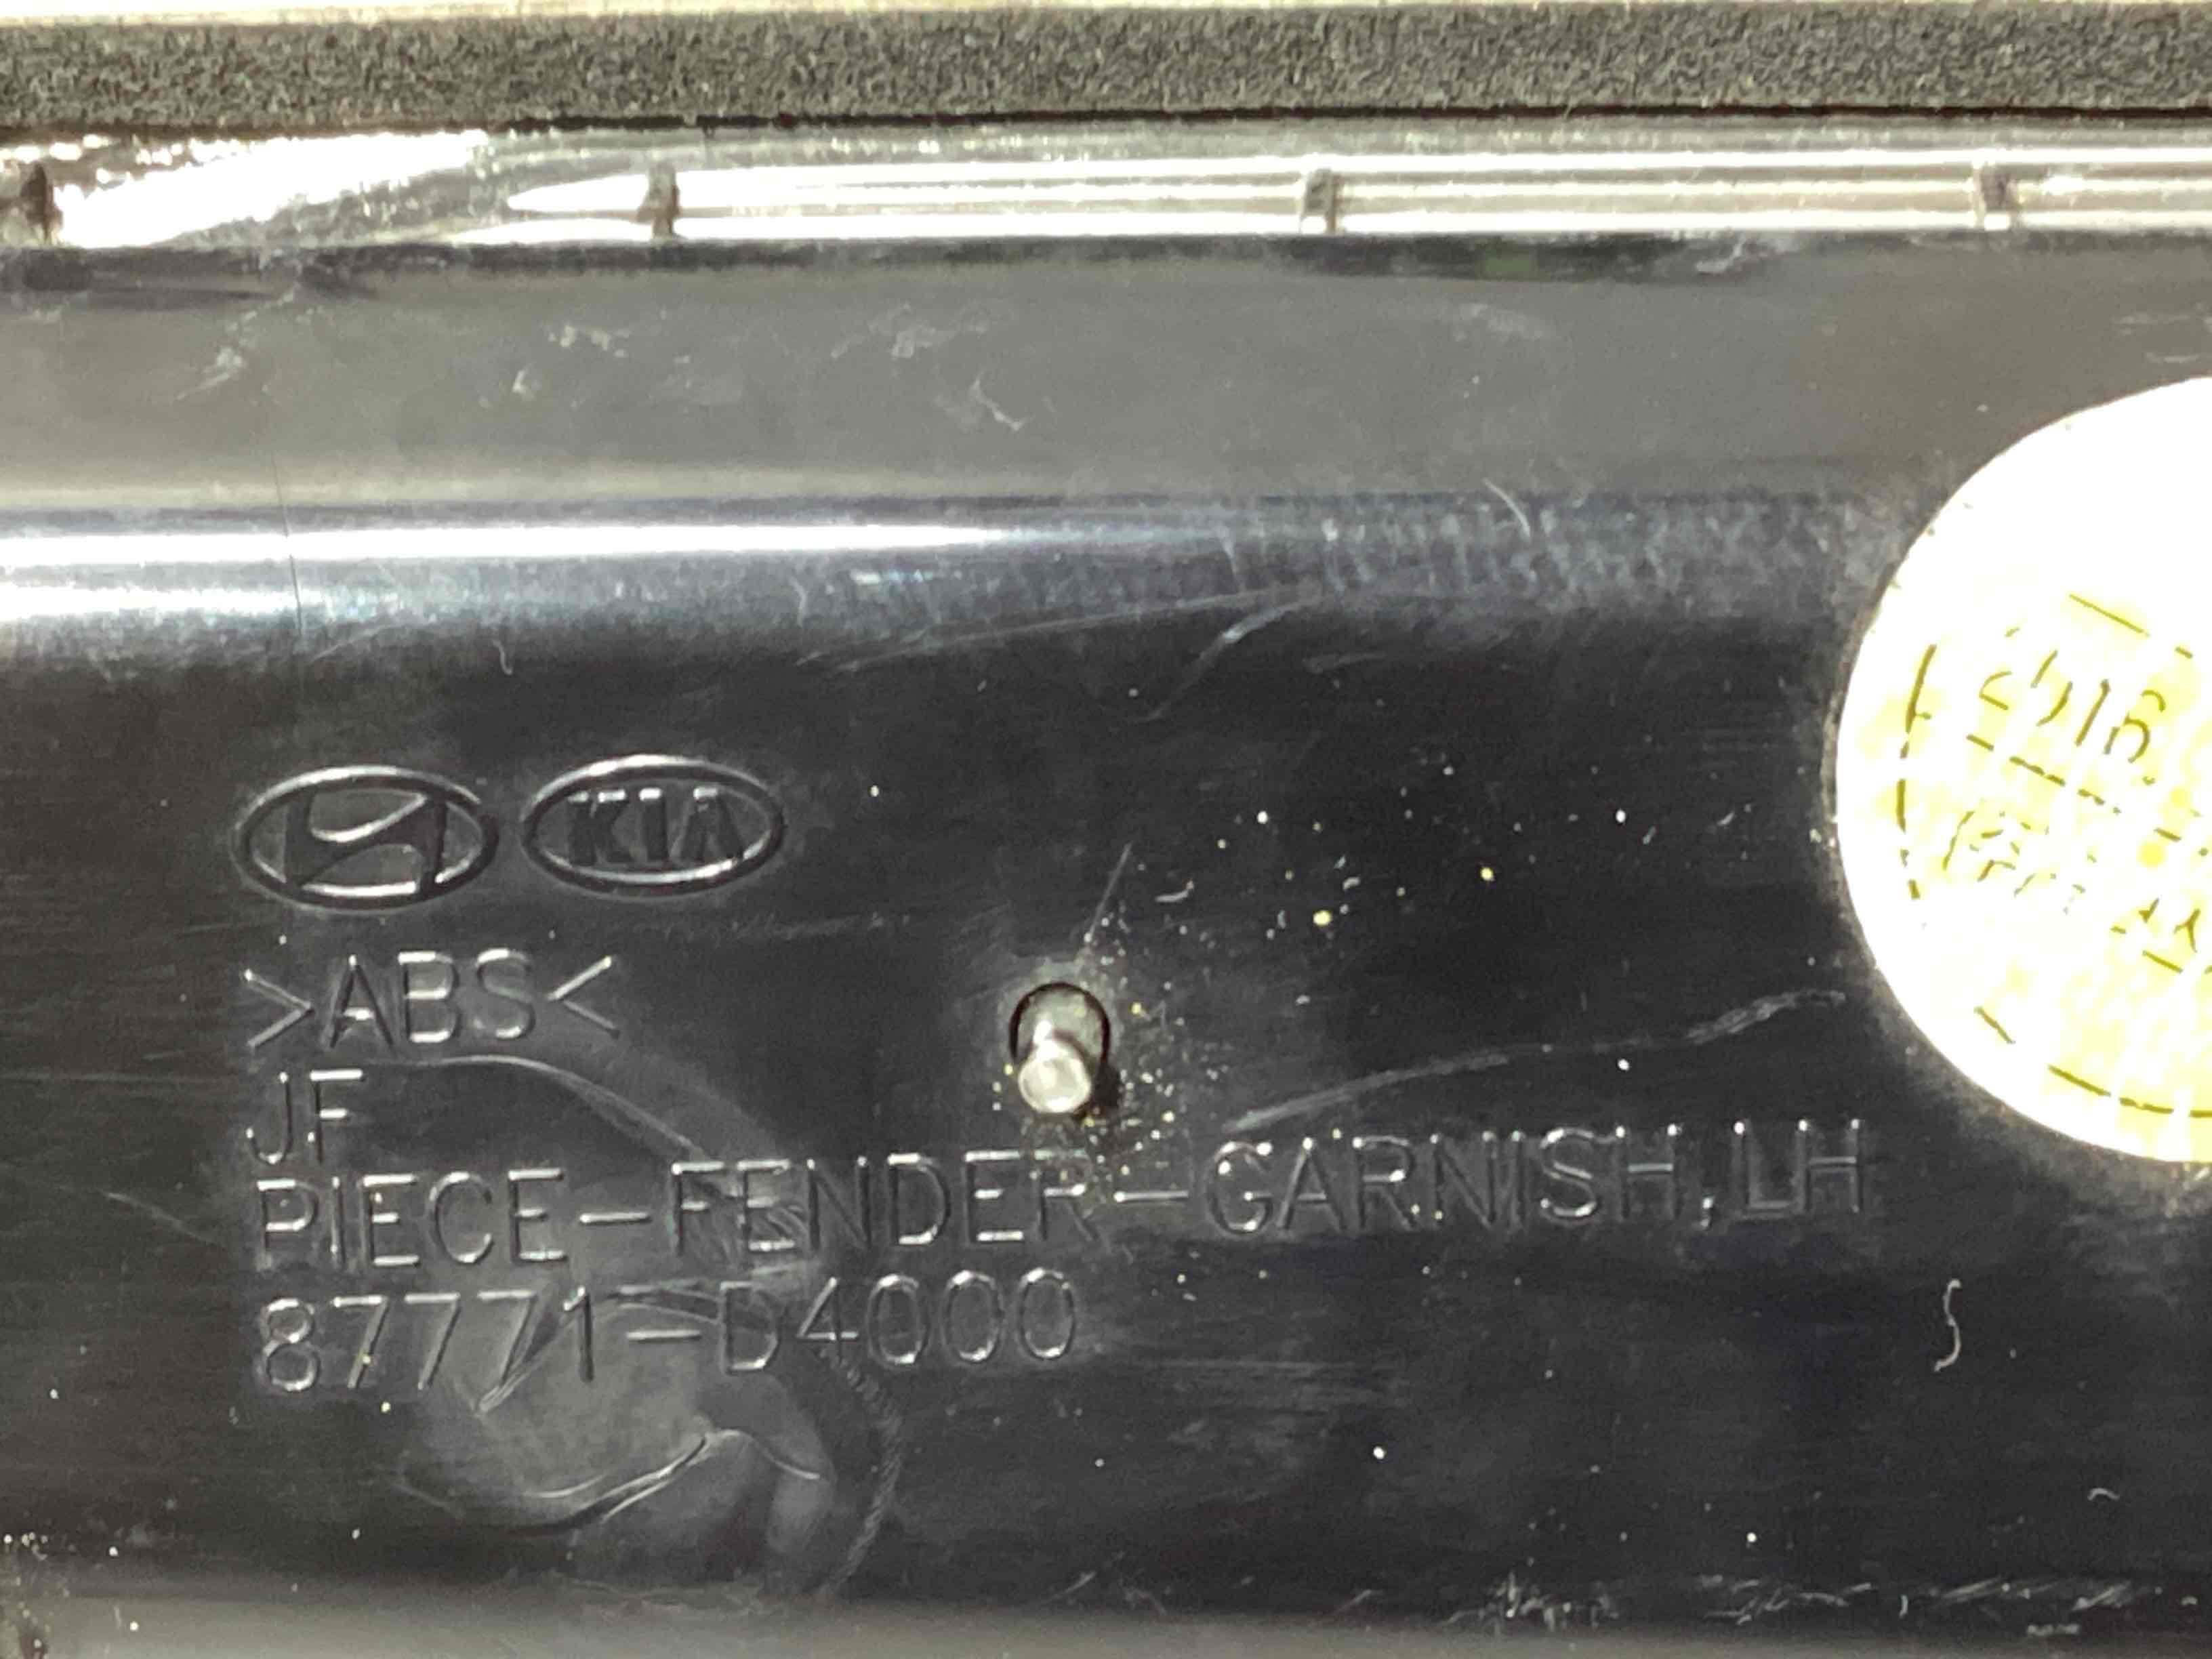 KIA
>ABS<
JF
PIECE-FENDER-GARNISH,LH
87771-D4000